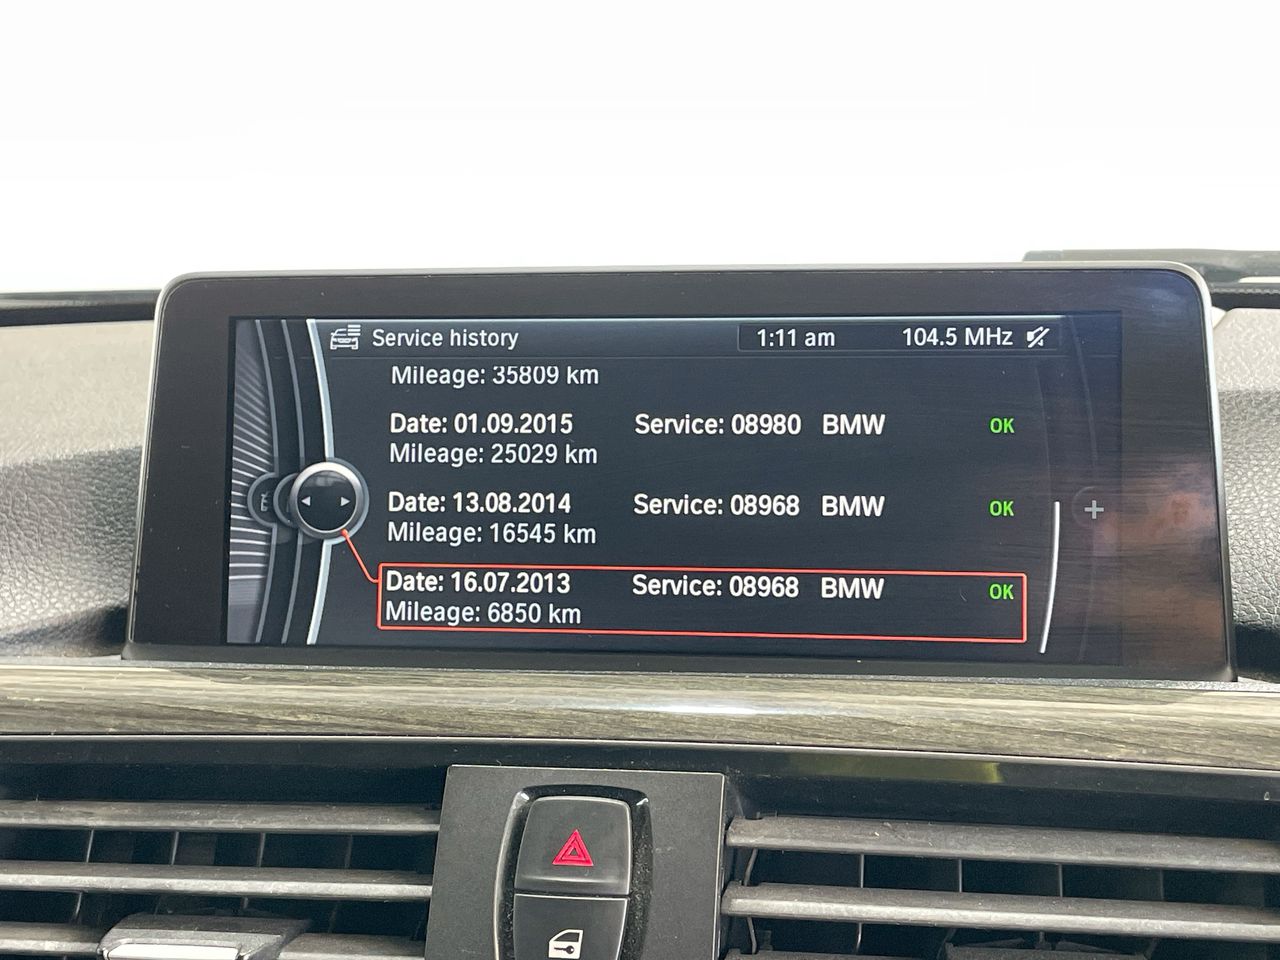 Service history 1:11 am 104.5 MHz
Mileage: 35809 km
Date: 01.09.2015 Service: 08980 BMW OK
Mileage: 25029 km
Date: 13.08.2014 Service: 08968 BMW OK
Mileage: 16545 km
Date: 16.07.2013 Service: 08968 BMW OK
Mileage: 6850 km